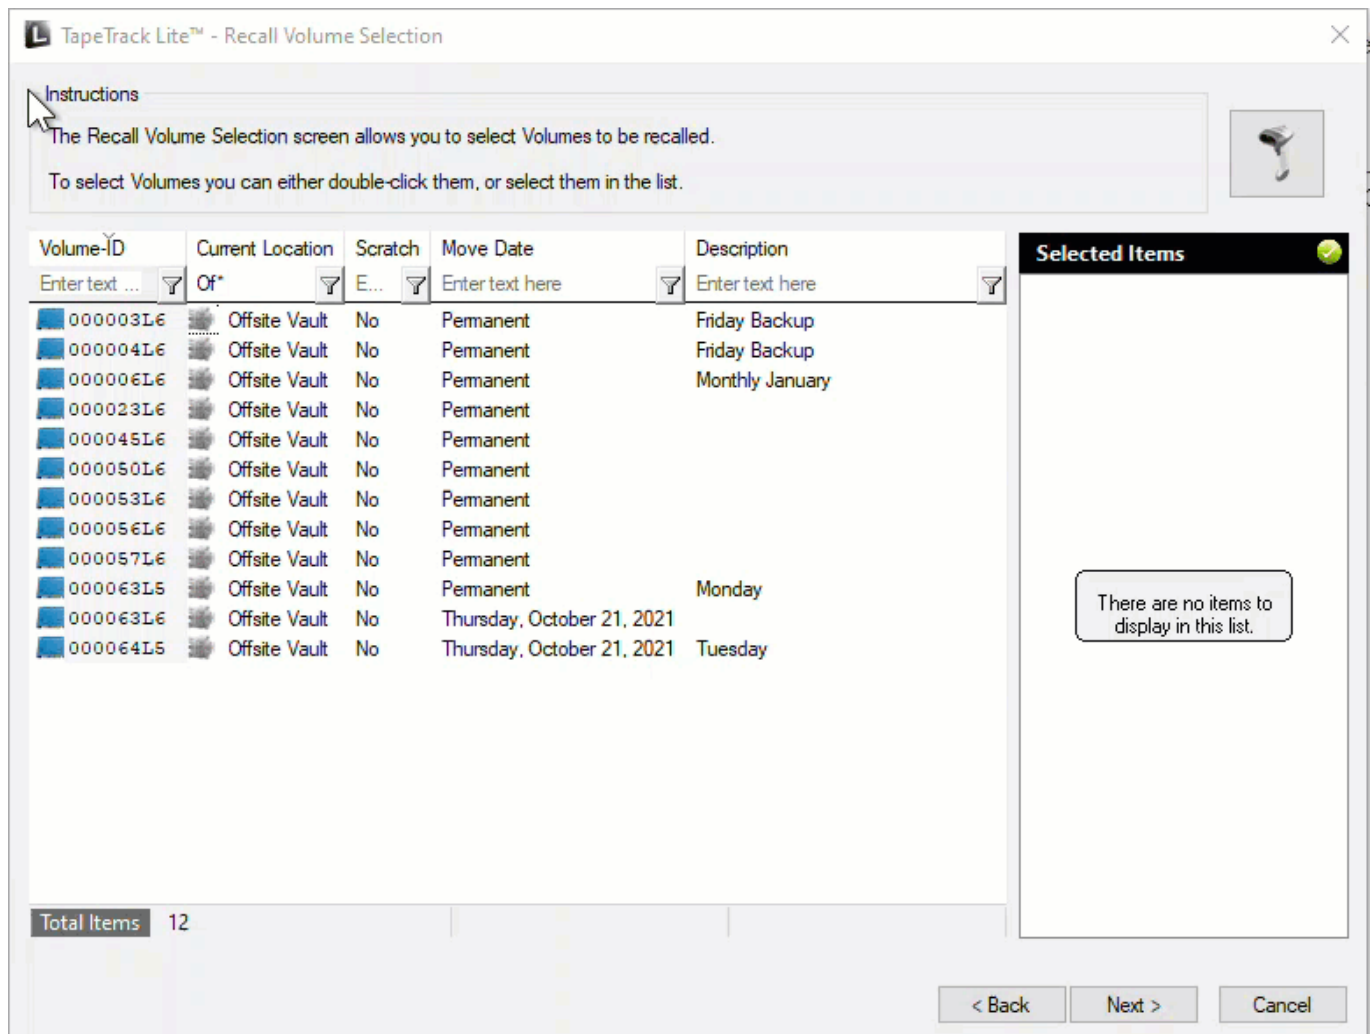 TapeTrack Lite™ - Recall Volume Selection
Instructions
The Recall Volume Selection screen allows you to select Volumes to be recalled.
To select Volumes you can either double-click them, or select them in the list.
Volume-ID Current Location Scratch Move Date Description
Enter text ... Of* E... Enter text here Enter text here
000003L6 Offsite Vault No Permanent Friday Backup
000004L6 Offsite Vault No Permanent Friday Backup
000006L6 Offsite Vault No Permanent Monthly January
000023L6 Offsite Vault No Permanent
000045L6 Offsite Vault No Permanent
000050L6 Offsite Vault No Permanent
000053L6 Offsite Vault No Permanent
000056L6 Offsite Vault No Permanent
000057L6 Offsite Vault No Permanent
000063L5 Offsite Vault No Permanent Monday
000063L6 Offsite Vault No Thursday, October 21, 2021
000064L5 Offsite Vault No Thursday, October 21, 2021 Tuesday
Total Items 12
Selected Items
There are no items to
display in this list.
< Back Next > Cancel